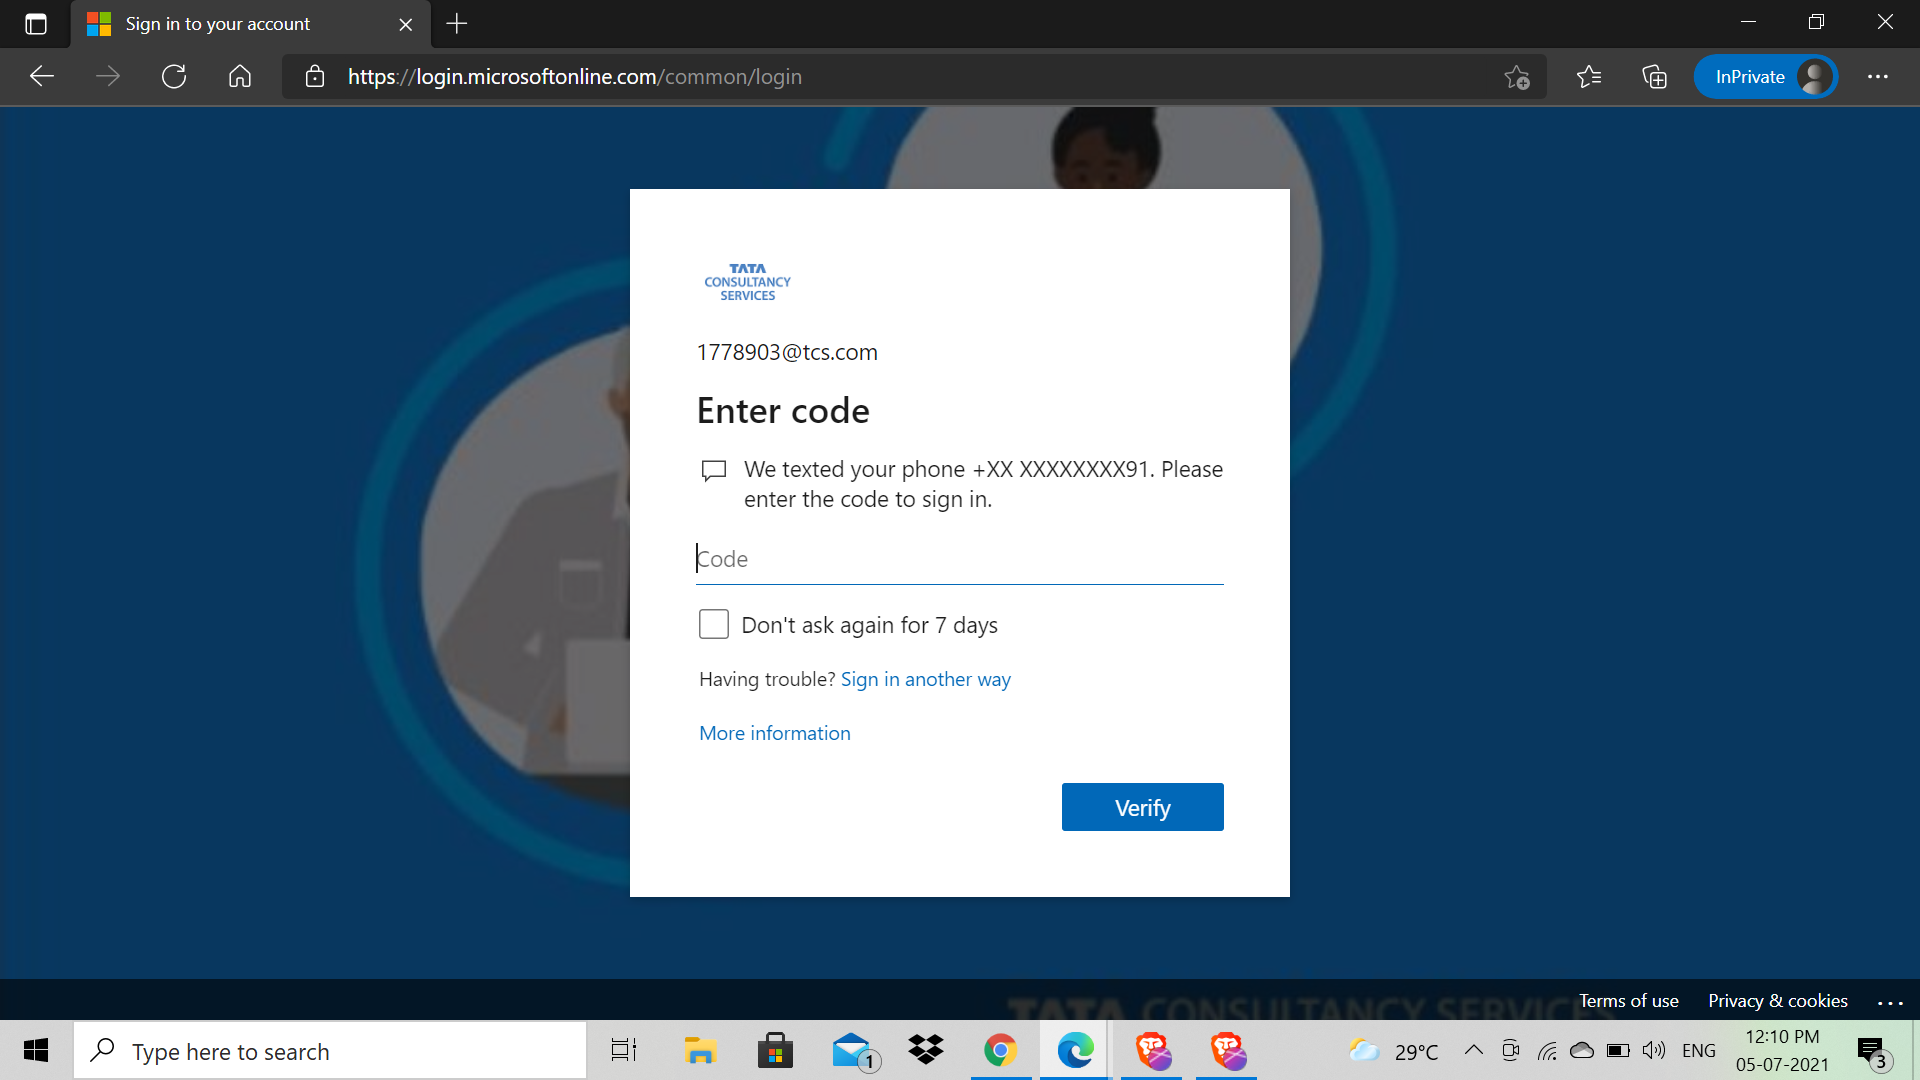 Sign in to your account
https://login.microsoftonline.com/common/login
InPrivate
TATA
CONSULTANCY
SERVICES
1778903@tcs.com
Enter code
We texted your phone +XX XXXXXXXX91. Please
enter the code to sign in.
Code
Don't ask again for 7 days
Having trouble? Sign in another way
More information
Verify
TATA CONSULTANCY SERVICES
Terms of use
Privacy & cookies
Type here to search
1
29°C
ENG
12:10 PM
05-07-2021
3